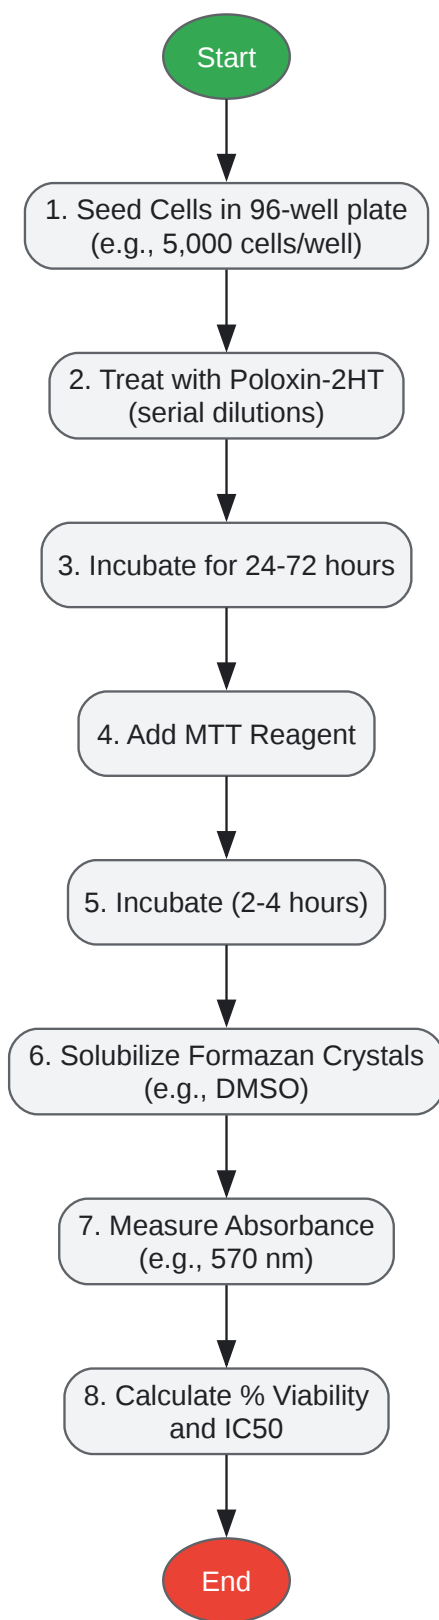 Start
1. Seed Cells in 96-well plate
(e.g., 5,000 cells/well)
2. Treat with Poloxin-2HT
(serial dilutions)
3. Incubate for 24-72 hours
4. Add MTT Reagent
5. Incubate (2-4 hours)
6. Solubilize Formazan Crystals
(e.g., DMSO)
7. Measure Absorbance
(e.g., 570 nm)
8. Calculate % Viability
and IC50
End